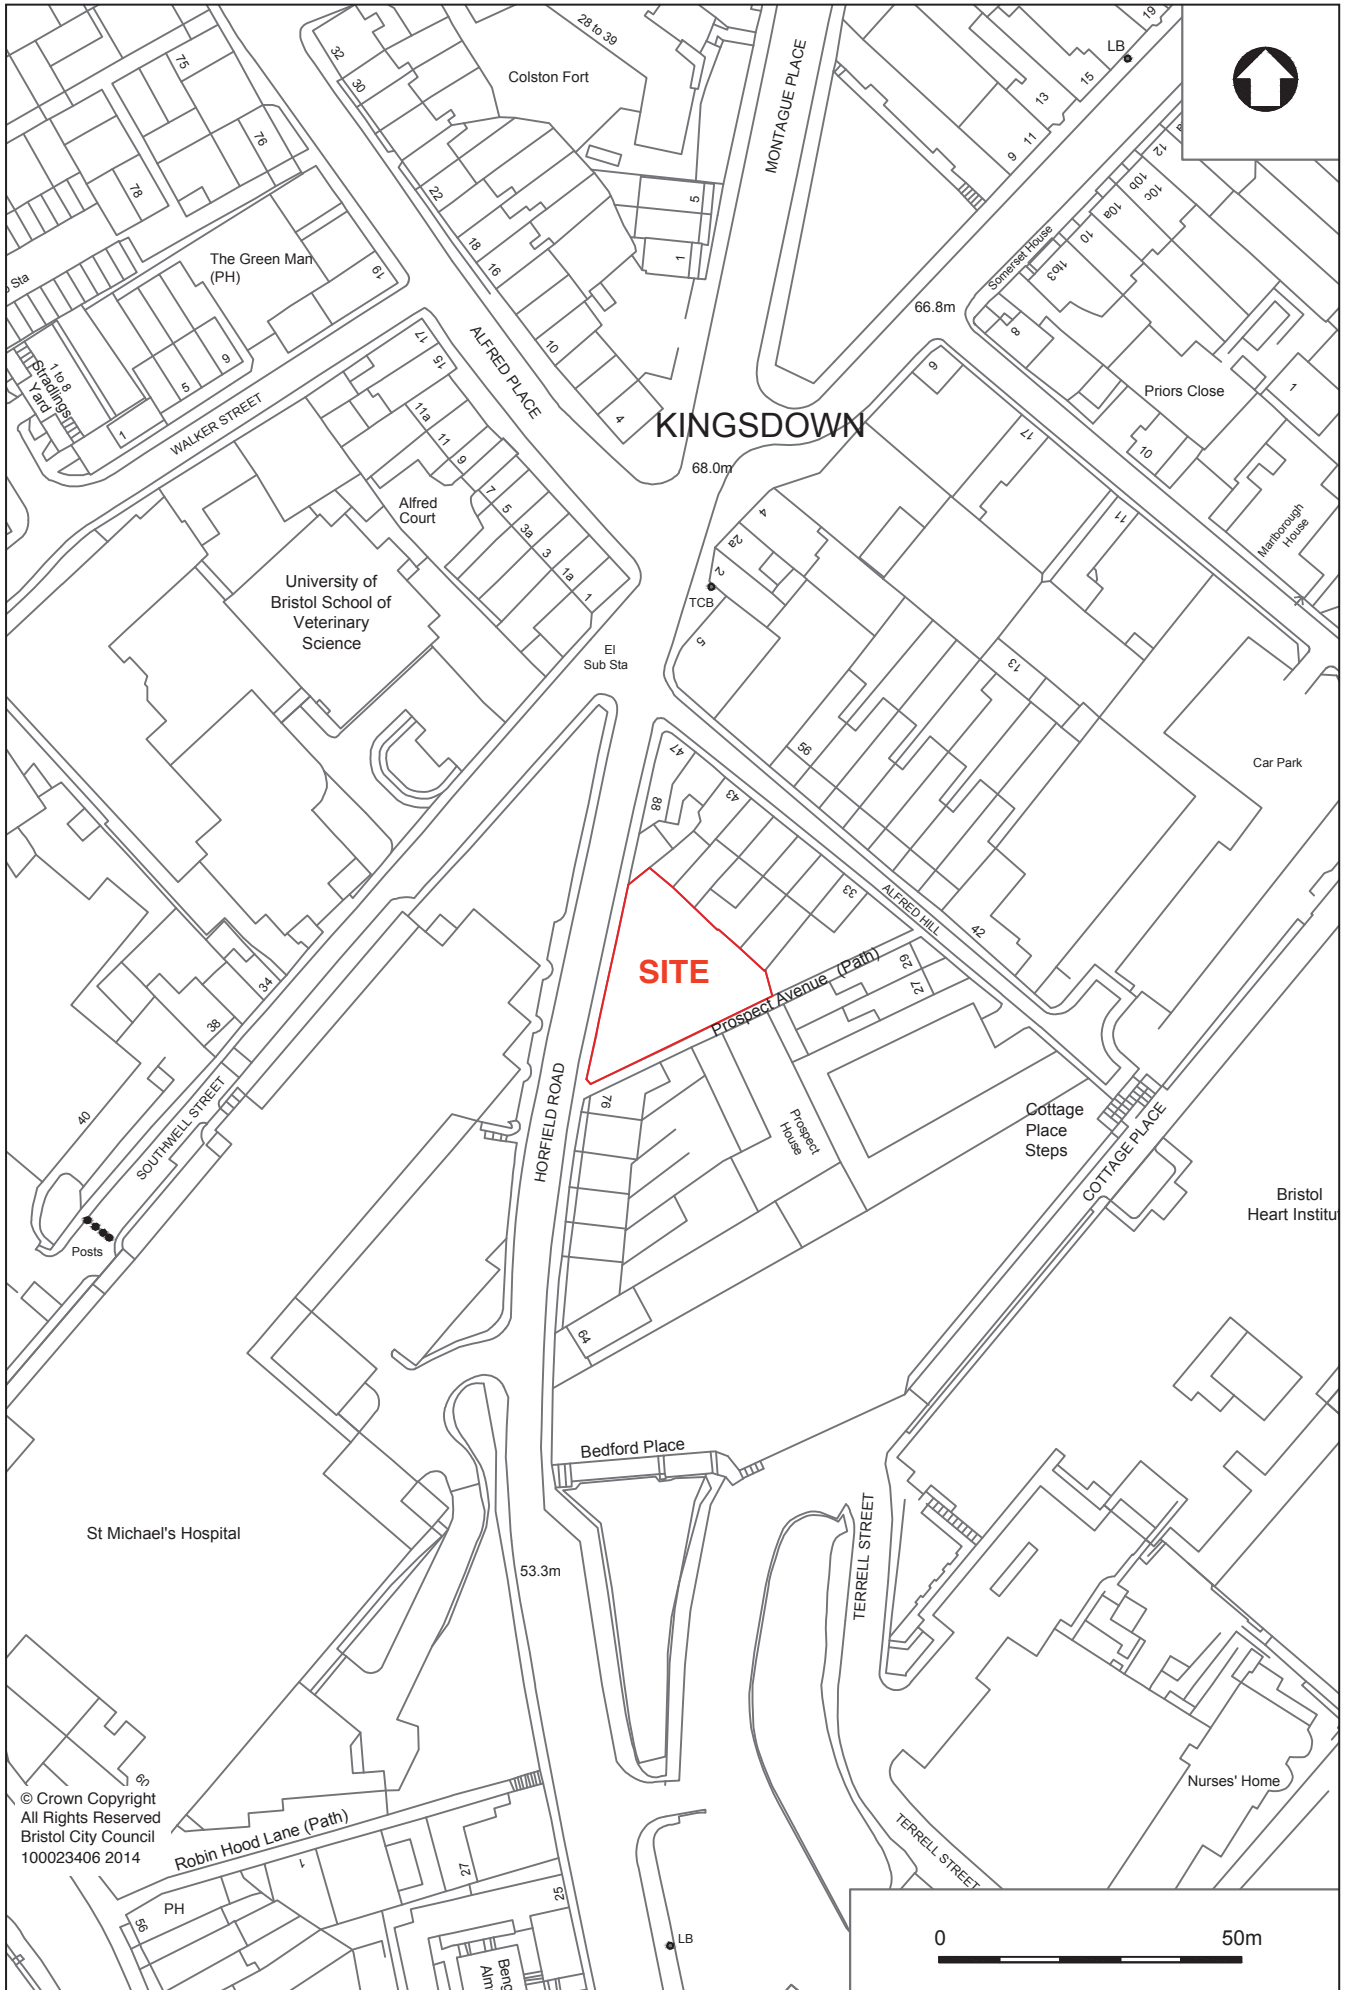 28 to 39
19
LB
32
75
Colston Fort
30
15
13
MONTAGUE PLACE
76
11
12
9
10b
78
22
10c
5
10a
18
10
The Green Man
(PH)
19
1
16
Somerset House
1to3
Sta
66.8m
17
8
ALFRED PLACE
10
15
9
1 to 8
Stradlings
Yard
5
9
Priors Close
1
1
WALKER STREET
11a
4
KINGSDOWN
17
11
10
9
68.0m
7
Alfred
Court
5
4
11
Marlborough
House
3a
2a
3
University of
Bristol School of
Veterinary
Science
1a
2
1
TCB
El
Sub Sta
5
13
47
56
Car Park
88
43
33
ALFRED HILL
42
SITE
Prospect Avenue (Path)
29
27
34
38
HORFIELD ROAD
76
40
SOUTHWELL STREET
Prospect
House
Cottage
Place
Steps
COTTAGE PLACE
Bristol
Heart Institu
Posts
64
Bedford Place
St Michael's Hospital
53.3m
TERRELL STREET
60
Nurses' Home
© Crown Copyright
All Rights Reserved
Bristol City Council
100023406 2014
Robin Hood Lane (Path)
TERRELL STREET
1
27
25
PH
56
LB
Beng
Alm
0 50m